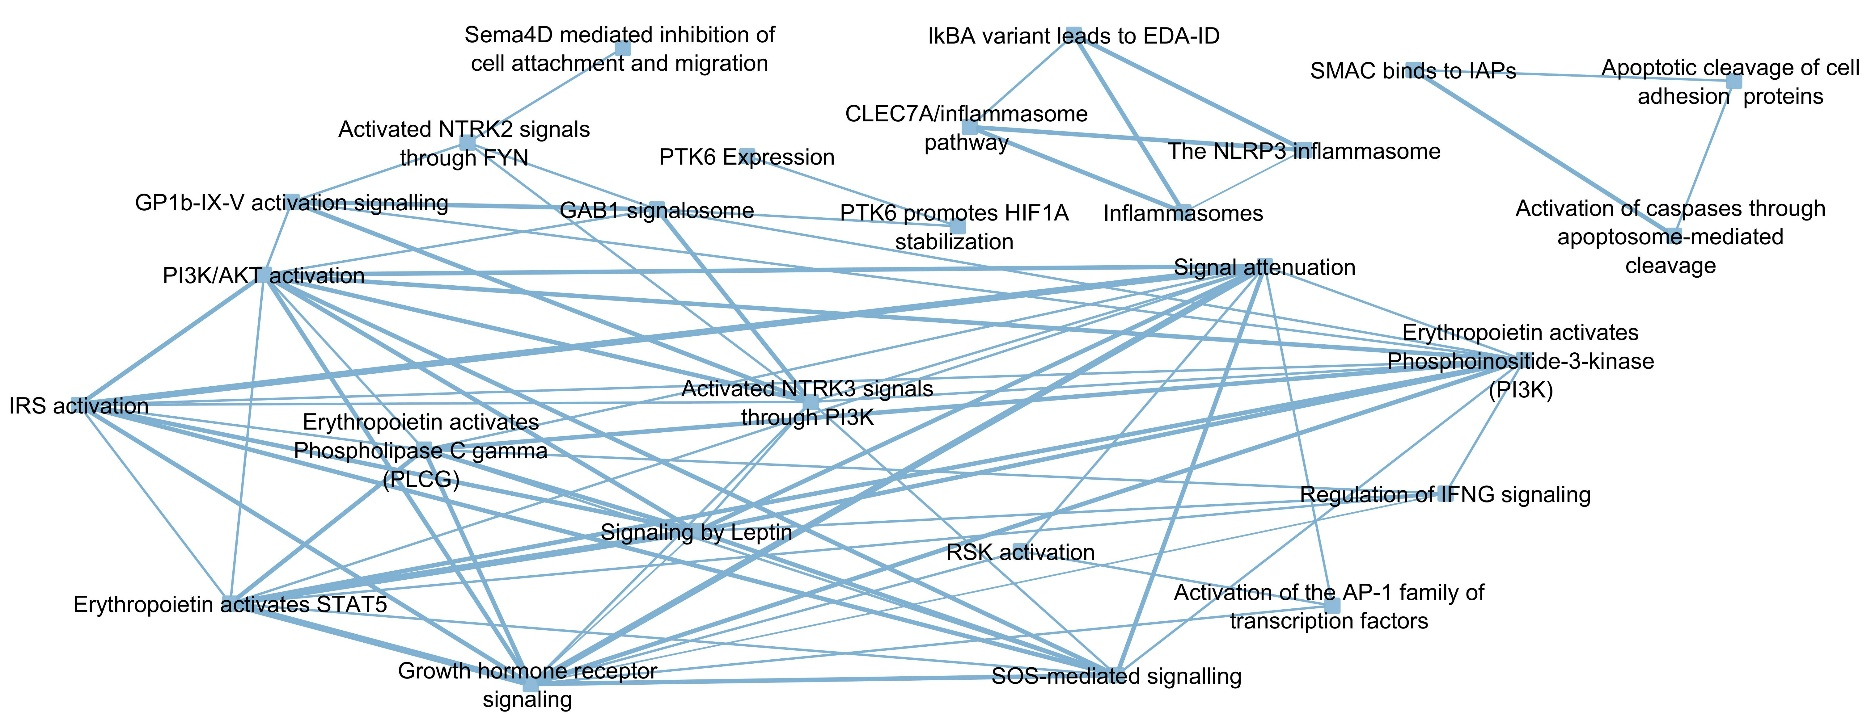 Sema4D mediated inhibition of
cell attachment and migration
IkBA variant leads to EDA-ID
SMAC binds to IAPs
Apoptotic cleavage of cell
adhesion proteins
Activated NTRK2 signals
through FYN
PTK6 Expression
CLEC7A/inflammasome
pathway
The NLRP3 inflammasome
GP1b-IX-V activation signalling
GAB1 signalosome
PTK6 promotes HIF1A
stabilization
Inflammasomes
Activation of caspases through
apoptosome-mediated
cleavage
PI3K/AKT activation
Signal attenuation
Erythropoietin activates
Phosphoinositide-3-kinase
(PI3K)
IRS activation
Activated NTRK3 signals
through PI3K
Erythropoietin activates
Phospholipase C gamma
(PLCG)
Regulation of IFNG signaling
Signaling by Leptin
RSK activation
Erythropoietin activates STAT5
Activation of the AP-1 family of
transcription factors
Growth hormone receptor
signaling
SOS-mediated signalling